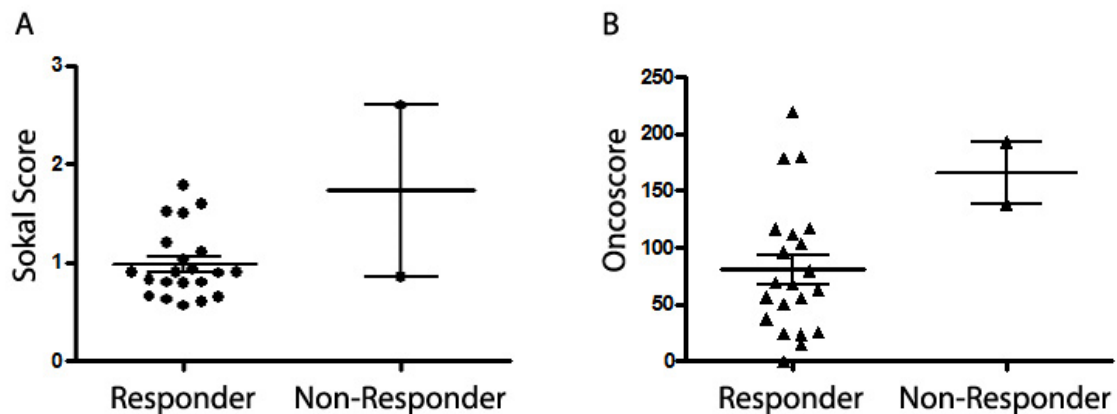 A
Sokal Score
3
2
1
0
Responder
Non-Responder
B
Oncoscore
250
200
150
100
50
0
Responder
Non-Responder